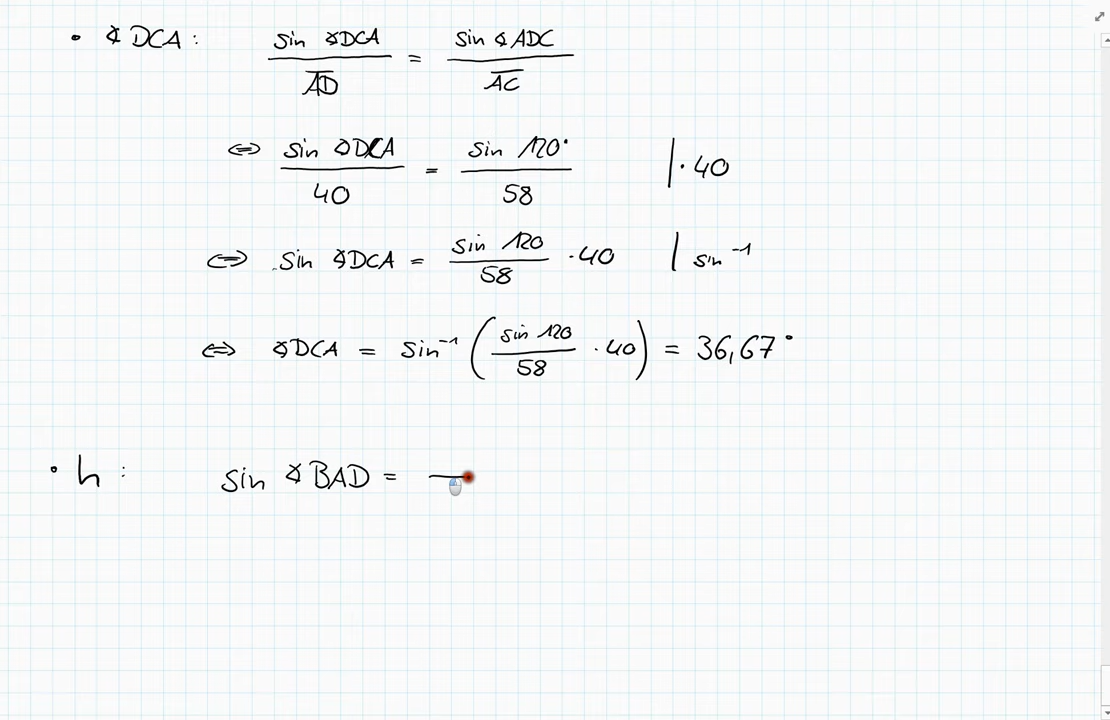 • ∢ DCA : sin ∢DCA / AD̅ = sin ∢ ADC / AC̅
⇔ sin ∢DCA / 40 = sin 120° / 58 | · 40
⇔ sin ∢DCA = sin 120 / 58 · 40 | sin⁻¹
⇔ ∢DCA = sin⁻¹ ( sin 120 / 58 · 40 ) = 36,67°
• h : sin ∢ BAD =